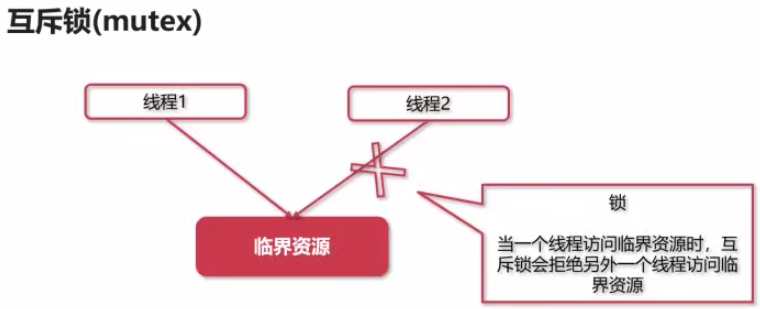 互斥锁(mutex)
线程1
线程2
临界资源
锁
当一个线程访问临界资源时，互
斥锁会拒绝另外一个线程访问临
界资源